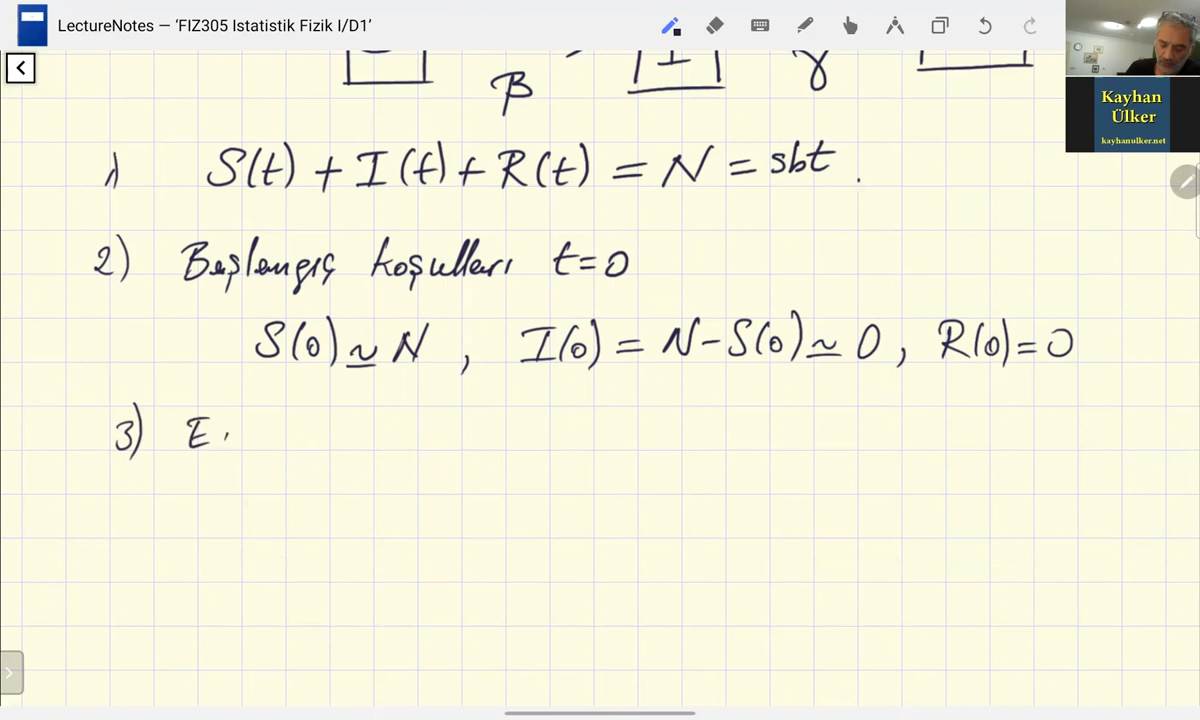 LectureNotes — ‘FIZ305 Istatistik Fizik I/D1’
Kayhan
Ülker
kayhanulker.net
I
β γ
1) S(t) + I(t) + R(t) = N = sbt.
2) Başlangıç koşulları t=0
S(0) ≃ N , I(0) = N-S(0) ≃ 0 , R(0)=0
3) E